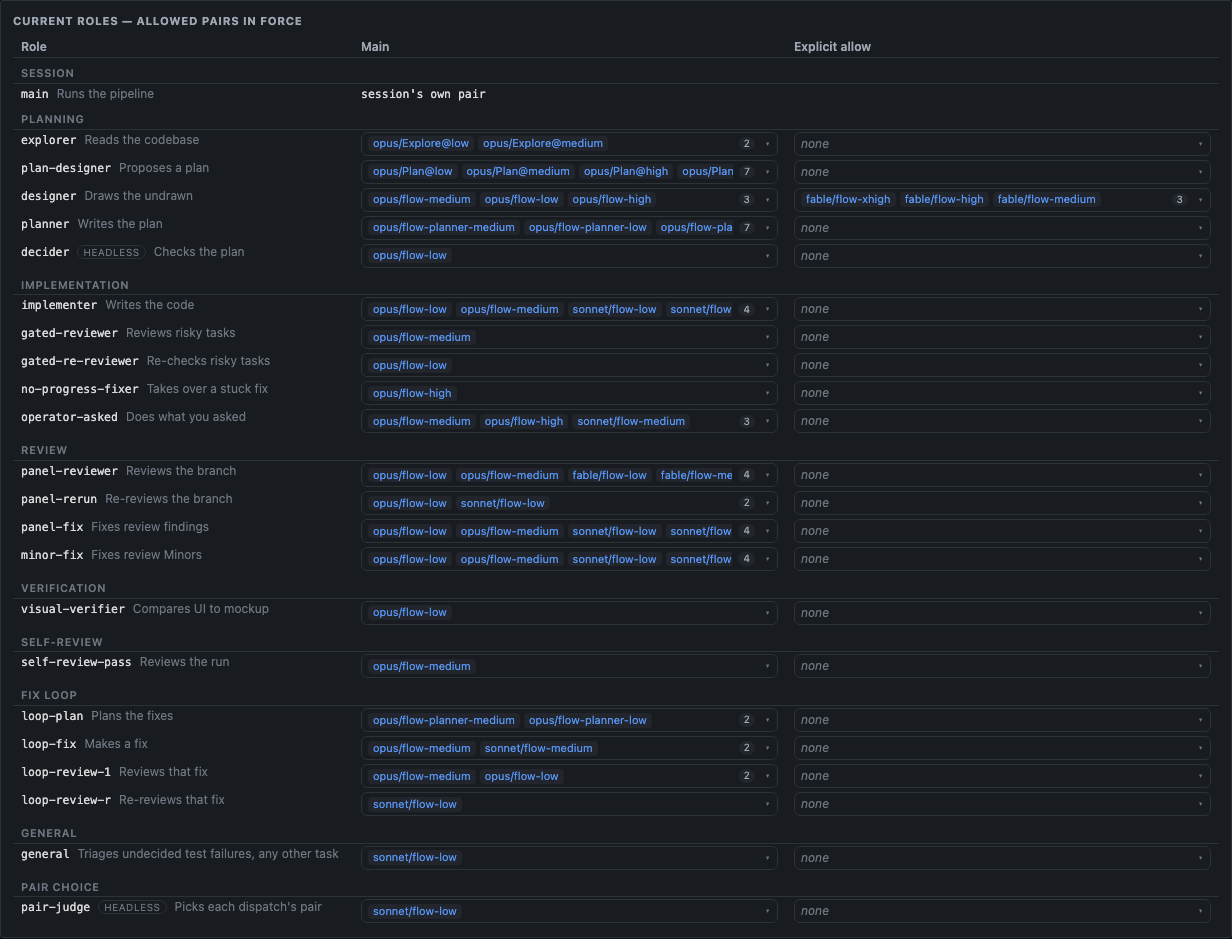 CURRENT ROLES — ALLOWED PAIRS IN FORCE
Role Main Explicit allow
SESSION
main Runs the pipeline session's own pair
PLANNING
explorer Reads the codebase opus/Explore@low opus/Explore@medium 2 none
plan-designer Proposes a plan opus/Plan@low opus/Plan@medium opus/Plan@high opus/Plan 7 none
designer Draws the undrawn opus/flow-medium opus/flow-low opus/flow-high 3 fable/flow-xhigh fable/flow-high fable/flow-medium 3
planner Writes the plan opus/flow-planner-medium opus/flow-planner-low opus/flow-pla 7 none
decider HEADLESS Checks the plan opus/flow-low none
IMPLEMENTATION
implementer Writes the code opus/flow-low opus/flow-medium sonnet/flow-low sonnet/flow 4 none
gated-reviewer Reviews risky tasks opus/flow-medium none
gated-re-reviewer Re-checks risky tasks opus/flow-low none
no-progress-fixer Takes over a stuck fix opus/flow-high none
operator-asked Does what you asked opus/flow-medium opus/flow-high sonnet/flow-medium 3 none
REVIEW
panel-reviewer Reviews the branch opus/flow-low opus/flow-medium fable/flow-low fable/flow-me 4 none
panel-rerun Re-reviews the branch opus/flow-low sonnet/flow-low 2 none
panel-fix Fixes review findings opus/flow-low opus/flow-medium sonnet/flow-low sonnet/flow 4 none
minor-fix Fixes review Minors opus/flow-low opus/flow-medium sonnet/flow-low sonnet/flow 4 none
VERIFICATION
visual-verifier Compares UI to mockup opus/flow-low none
SELF-REVIEW
self-review-pass Reviews the run opus/flow-medium none
FIX LOOP
loop-plan Plans the fixes opus/flow-planner-medium opus/flow-planner-low 2 none
loop-fix Makes a fix opus/flow-medium sonnet/flow-medium 2 none
loop-review-1 Reviews that fix opus/flow-medium opus/flow-low 2 none
loop-review-r Re-reviews that fix sonnet/flow-low none
GENERAL
general Triages undecided test failures, any other task sonnet/flow-low none
PAIR CHOICE
pair-judge HEADLESS Picks each dispatch's pair sonnet/flow-low none